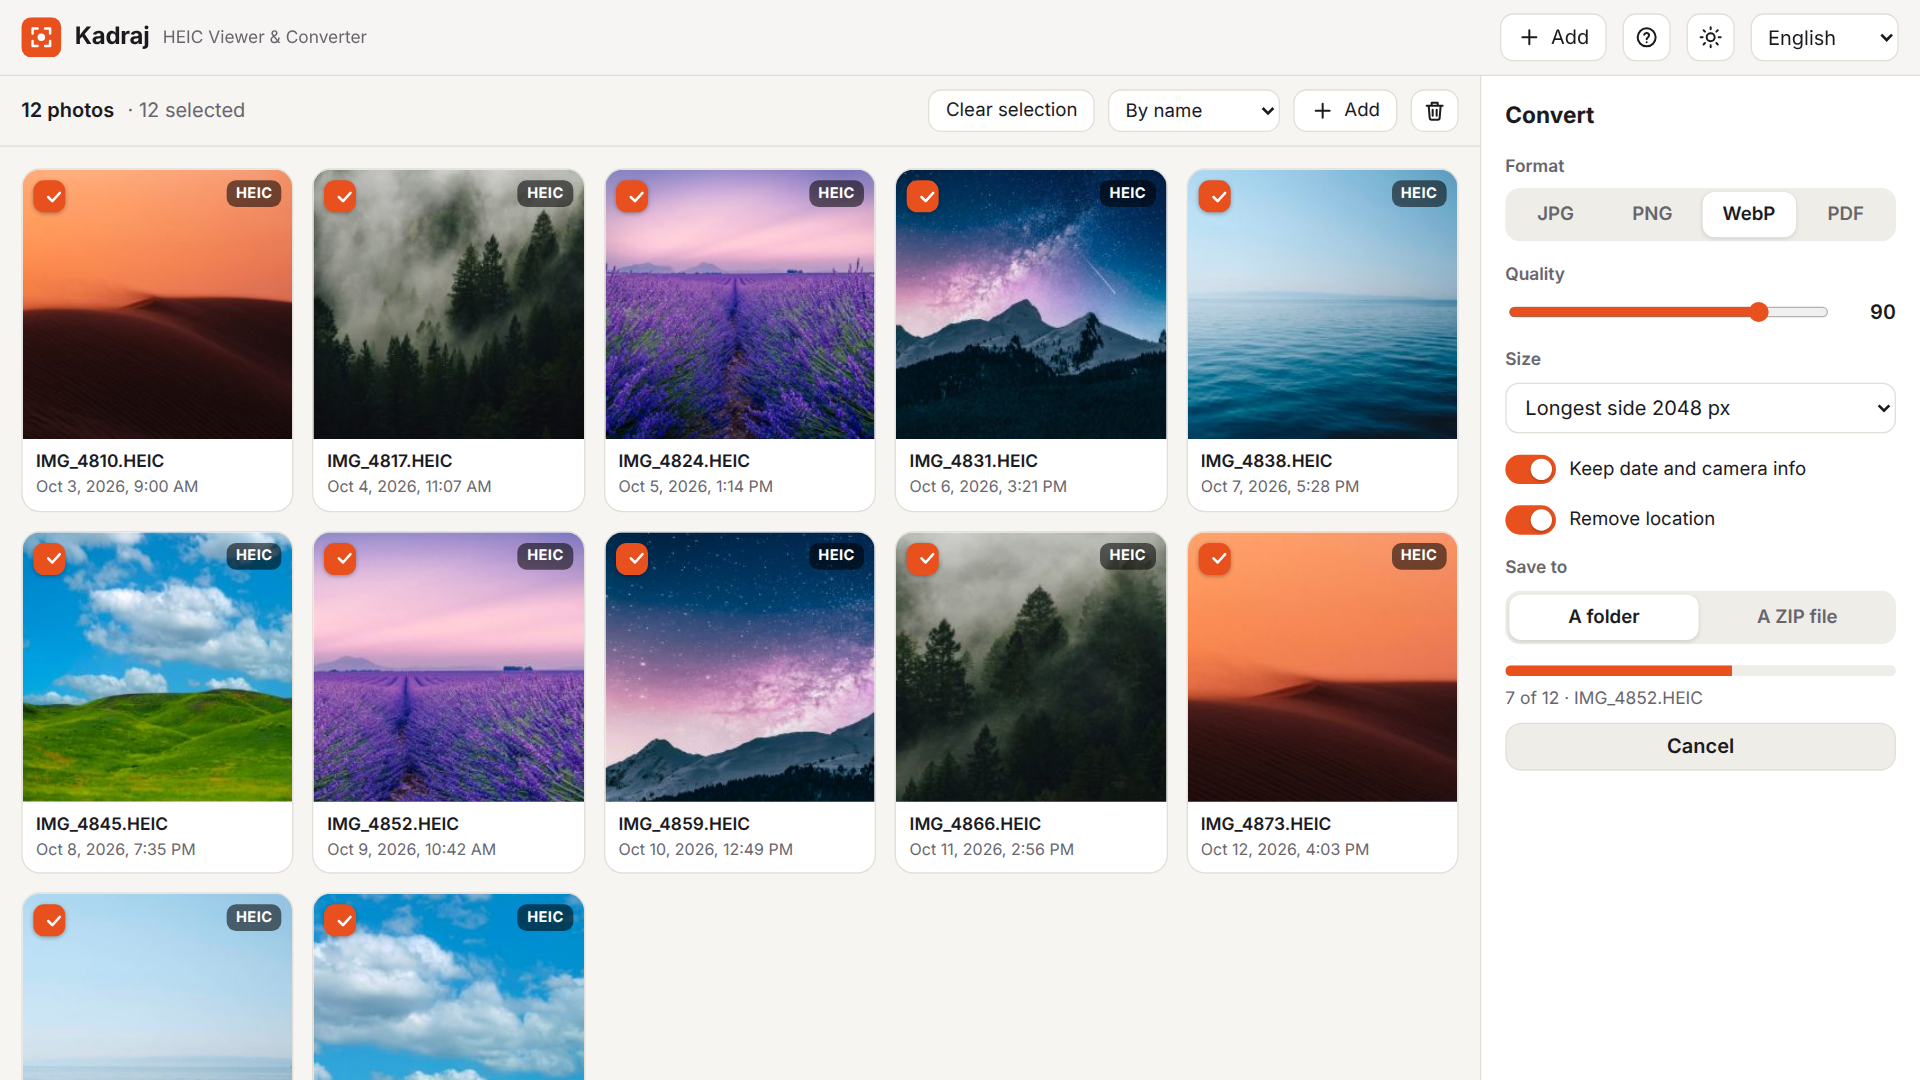 Kadraj HEIC Viewer & Converter
Add
English
12 photos · 12 selected
Clear selection
By name
Add
HEIC
HEIC
HEIC
HEIC
HEIC
IMG_4810.HEIC
Oct 3, 2026, 9:00 AM
IMG_4817.HEIC
Oct 4, 2026, 11:07 AM
IMG_4824.HEIC
Oct 5, 2026, 1:14 PM
IMG_4831.HEIC
Oct 6, 2026, 3:21 PM
IMG_4838.HEIC
Oct 7, 2026, 5:28 PM
HEIC
HEIC
HEIC
HEIC
HEIC
IMG_4845.HEIC
Oct 8, 2026, 7:35 PM
IMG_4852.HEIC
Oct 9, 2026, 10:42 AM
IMG_4859.HEIC
Oct 10, 2026, 12:49 PM
IMG_4866.HEIC
Oct 11, 2026, 2:56 PM
IMG_4873.HEIC
Oct 12, 2026, 4:03 PM
HEIC
HEIC
Convert
Format
JPG
PNG
WebP
PDF
Quality
90
Size
Longest side 2048 px
Keep date and camera info
Remove location
Save to
A folder
A ZIP file
7 of 12 · IMG_4852.HEIC
Cancel